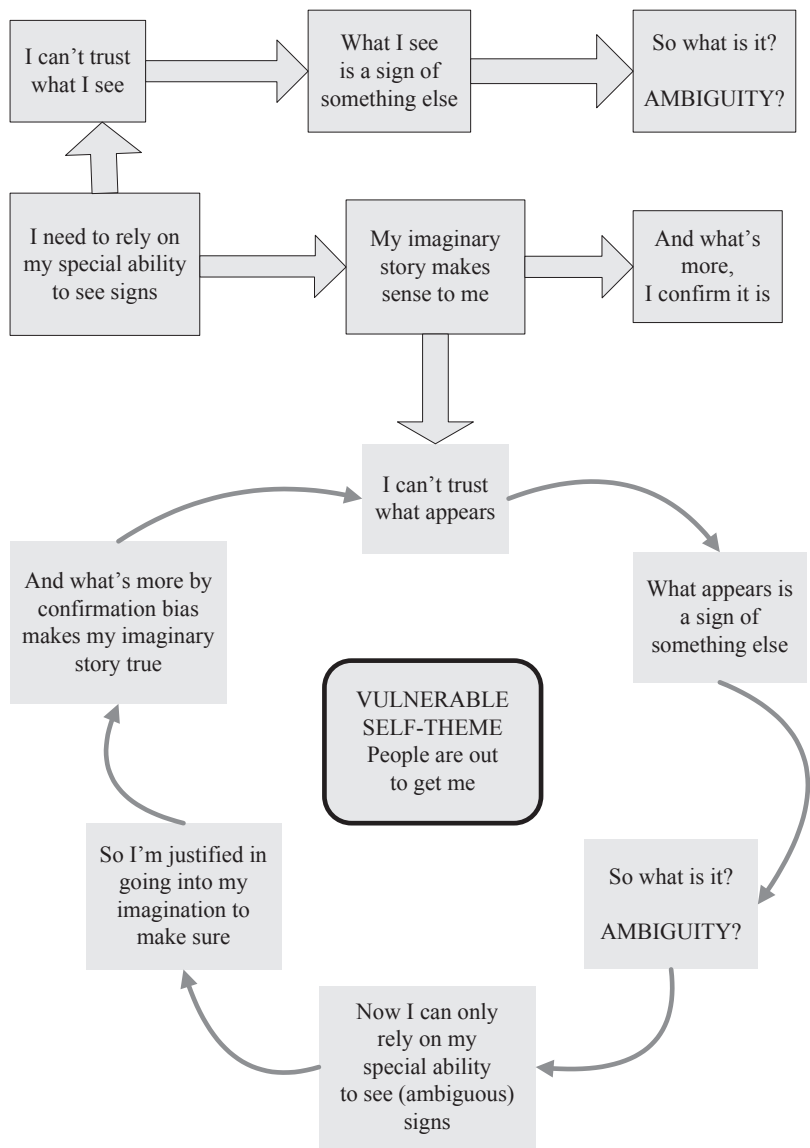 I can’t trust
what I see
What I see
is a sign of
something else
So what is it?
AMBIGUITY?
I need to rely on
my special ability
to see signs
My imaginary
story makes
sense to me
And what’s
more,
I confirm it is
I can’t trust
what appears
What appears is
a sign of
something else
So what is it?
AMBIGUITY?
Now I can only
rely on my
special ability
to see (ambiguous)
signs
So I’m justified in
going into my
imagination to
make sure
And what’s more by
confirmation bias
makes my imaginary
story true
VULNERABLE
SELF-THEME
People are out
to get me